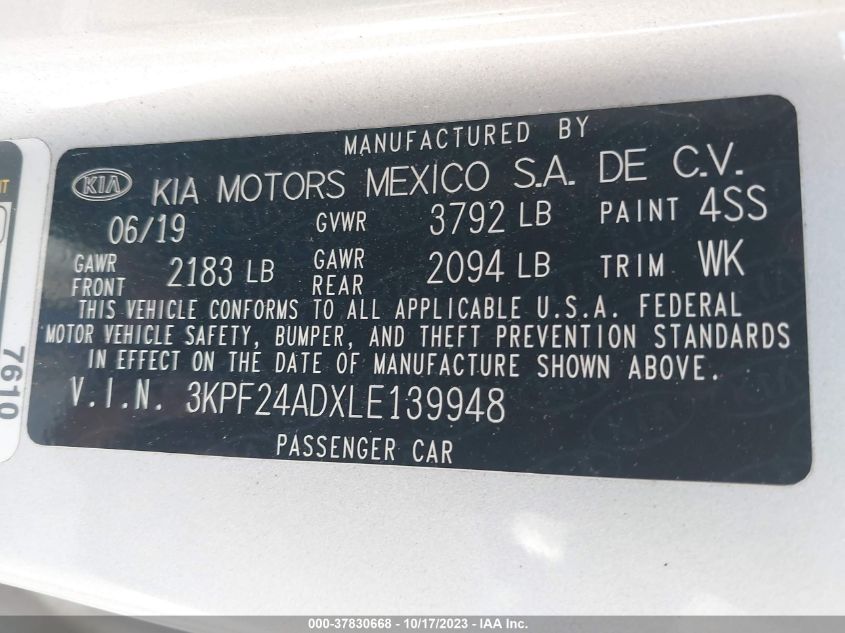 MANUFACTURED BY
KIA KIA MOTORS MEXICO S.A. DE C.V.
06/19 GVWR 3792 LB PAINT 4SS
GAWR FRONT 2183 LB GAWR REAR 2094 LB TRIM WK
THIS VEHICLE CONFORMS TO ALL APPLICABLE U.S.A. FEDERAL
MOTOR VEHICLE SAFETY, BUMPER, AND THEFT PREVENTION STANDARDS
IN EFFECT ON THE DATE OF MANUFACTURE SHOWN ABOVE.
V.I.N. 3KPF24ADXLE139948
PASSENGER CAR
7610
000-37830668 - 10/17/2023 - IAA Inc.